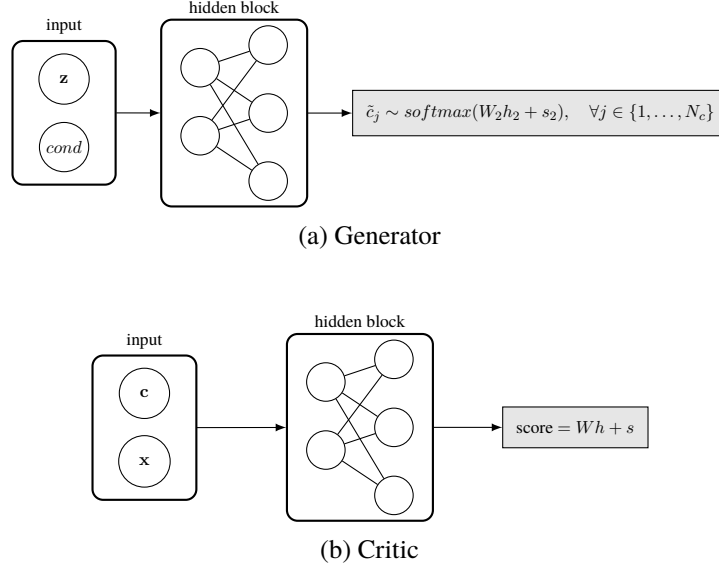 input
hidden block
z
cond
c̃_j ∼ softmax(W_2h_2 + s_2), ∀j ∈ {1, . . . , N_c}
(a) Generator
hidden block
input
c
x
score = Wh + s
(b) Critic